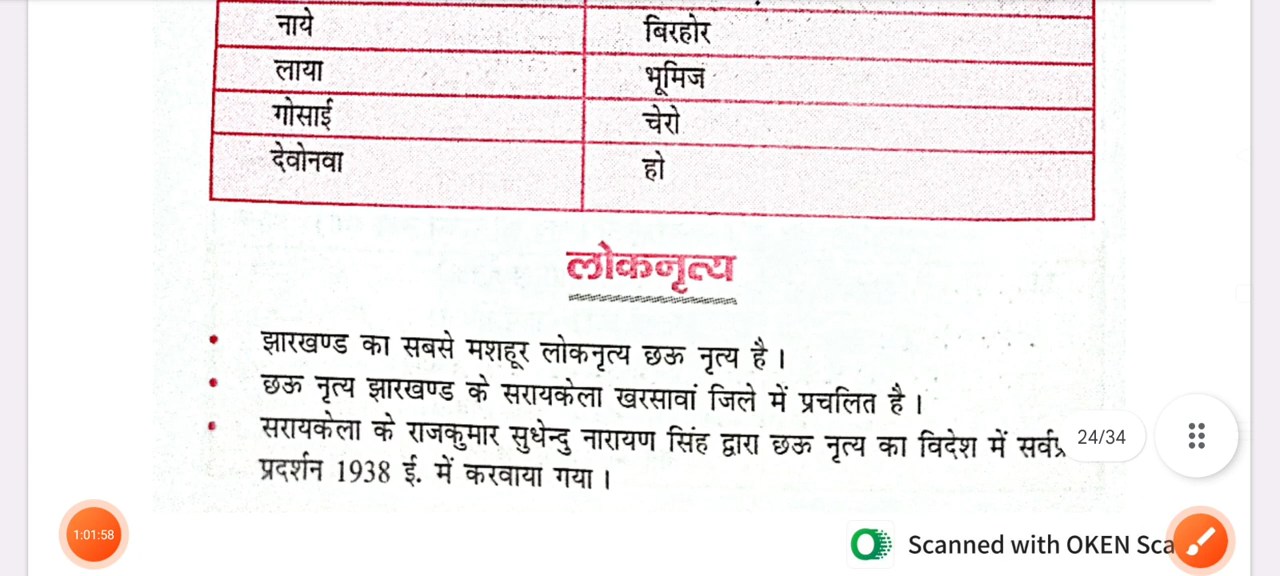 नाये बिरहोर
लाया भूमिज
गोसाई चेरो
देवोनवा हो
लोकनृत्य
• झारखण्ड का सबसे मशहूर लोकनृत्य छऊ नृत्य है।
• छऊ नृत्य झारखण्ड के सरायकेला खरसावां जिले में प्रचलित है।
• सरायकेला के राजकुमार सुधेन्दु नारायण सिंह द्वारा छऊ नृत्य का विदेश में
प्रदर्शन 1938 ई. में करवाया गया।
24/34
1:01:58
Scanned with OKEN Sca